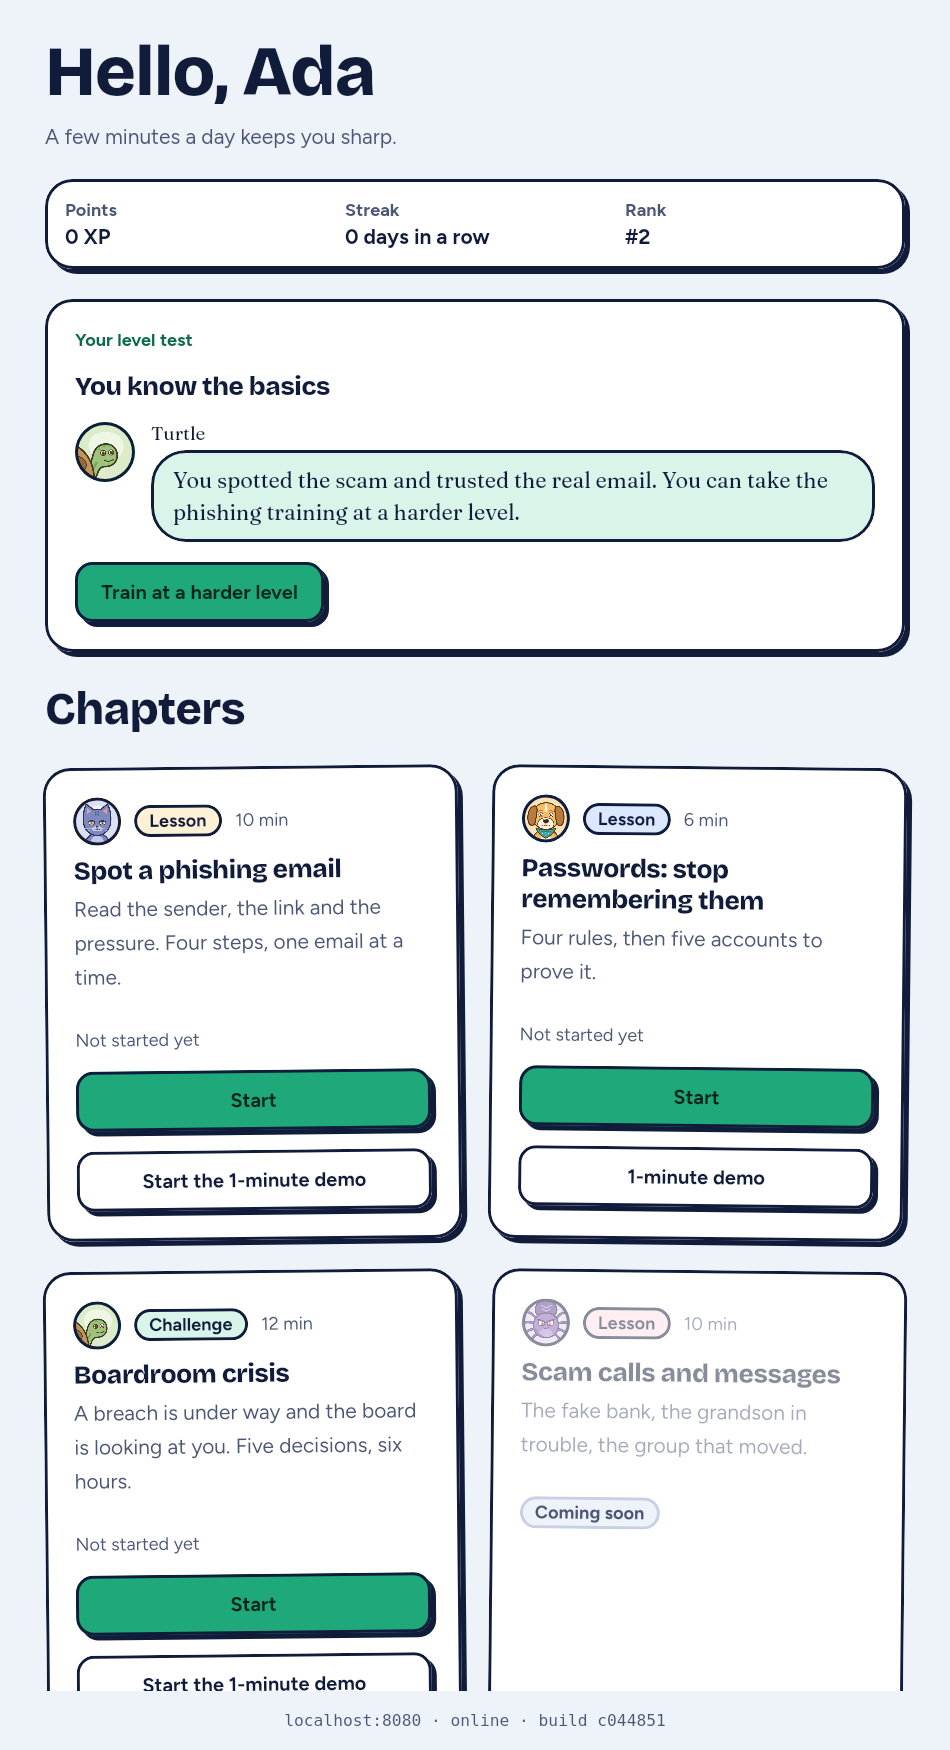 Hello, Ada
A few minutes a day keeps you sharp.
Points
0 XP
Streak
0 days in a row
Rank
#2
Your level test
You know the basics
Turtle
You spotted the scam and trusted the real email. You can take the
phishing training at a harder level.
Train at a harder level
Chapters
Lesson
10 min
Spot a phishing email
Read the sender, the link and the
pressure. Four steps, one email at a
time.
Not started yet
Start
Start the 1-minute demo
Lesson
6 min
Passwords: stop
remembering them
Four rules, then five accounts to
prove it.
Not started yet
Start
1-minute demo
Challenge
12 min
Boardroom crisis
A breach is under way and the board
is looking at you. Five decisions, six
hours.
Not started yet
Start
Start the 1-minute demo
Lesson
10 min
Scam calls and messages
The fake bank, the grandson in
trouble, the group that moved.
Coming soon
localhost:8080 · online · build c044851